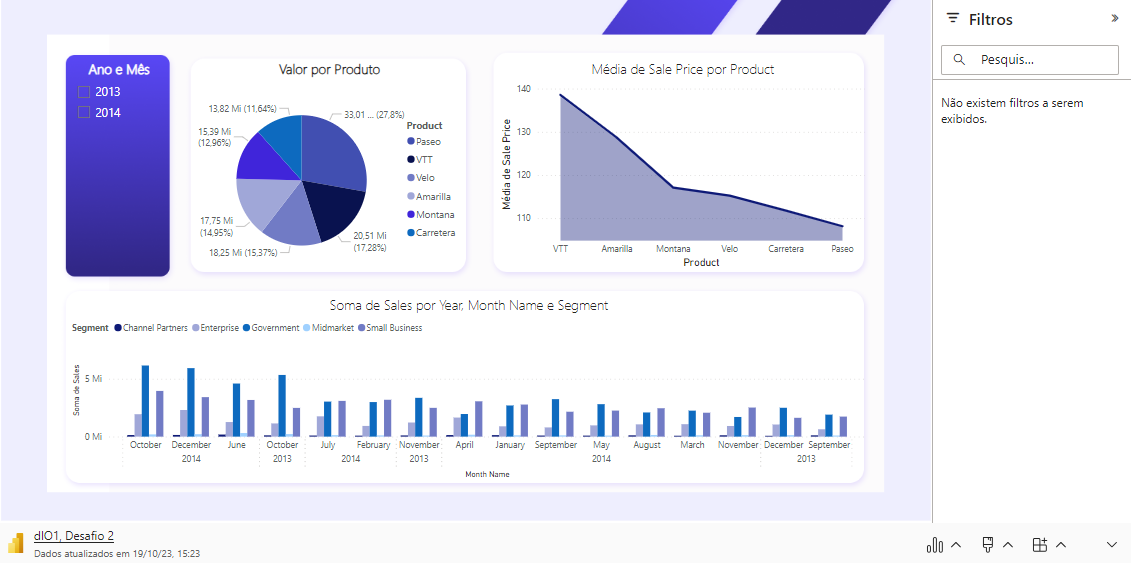 Ano e Mês
2013
2014
Valor por Produto
13,82 Mi (11,64%)
33,01 ... (27,8%)
15,39 Mi
(12,96%)
17,75 Mi
(14,95%)
18,25 Mi (15,37%)
20,51 Mi
(17,28%)
Product
Paseo
VTT
Velo
Amarilla
Montana
Carretera
Média de Sale Price por Product
Média de Sale Price
140
130
120
110
VTT Amarilla Montana Velo Carretera Paseo
Product
Soma de Sales por Year, Month Name e Segment
Segment Channel Partners Enterprise Government Midmarket Small Business
Soma de Sales
5 Mi
0 Mi
October December June October July February November April January September May August March November December September
2014 2013 2014 2013 2014 2013
Month Name
Filtros
Pesquis...
Não existem filtros a serem
exibidos.
dIO1, Desafio 2
Dados atualizados em 19/10/23, 15:23